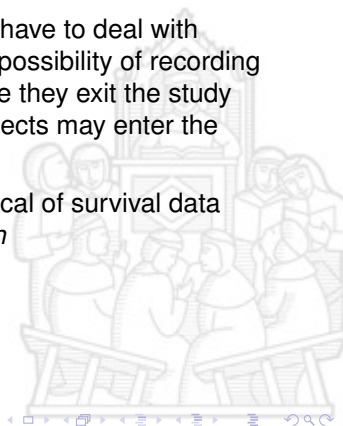 have to deal with
possibility of recording
e they exit the study
ects may enter the
cal of survival data
n